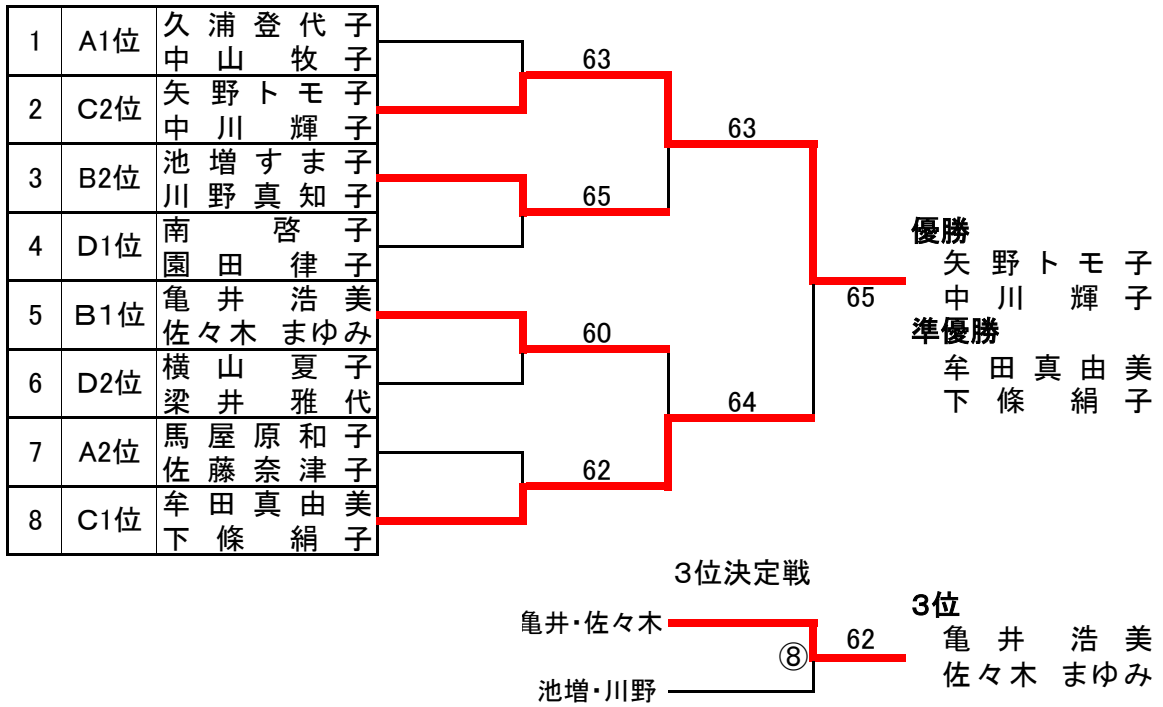 1 A1位 久浦登代子
中山牧子
2 C2位 矢野トモ子
中川輝子
3 B2位 池増すま子
川野真知子
4 D1位 南啓子
園田律子
5 B1位 亀井浩美
佐々木 まゆみ
6 D2位 横山夏子
梁井雅代
7 A2位 馬屋原和子
佐藤奈津子
8 C1位 牟田真由美
下條絹子
63
65
60
62
63
64
65
優勝
矢野トモ子
中川輝子
準優勝
牟田真由美
下條絹子
3位決定戦
亀井・佐々木
池増・川野
⑧
62
3位
亀井浩美
佐々木 まゆみ